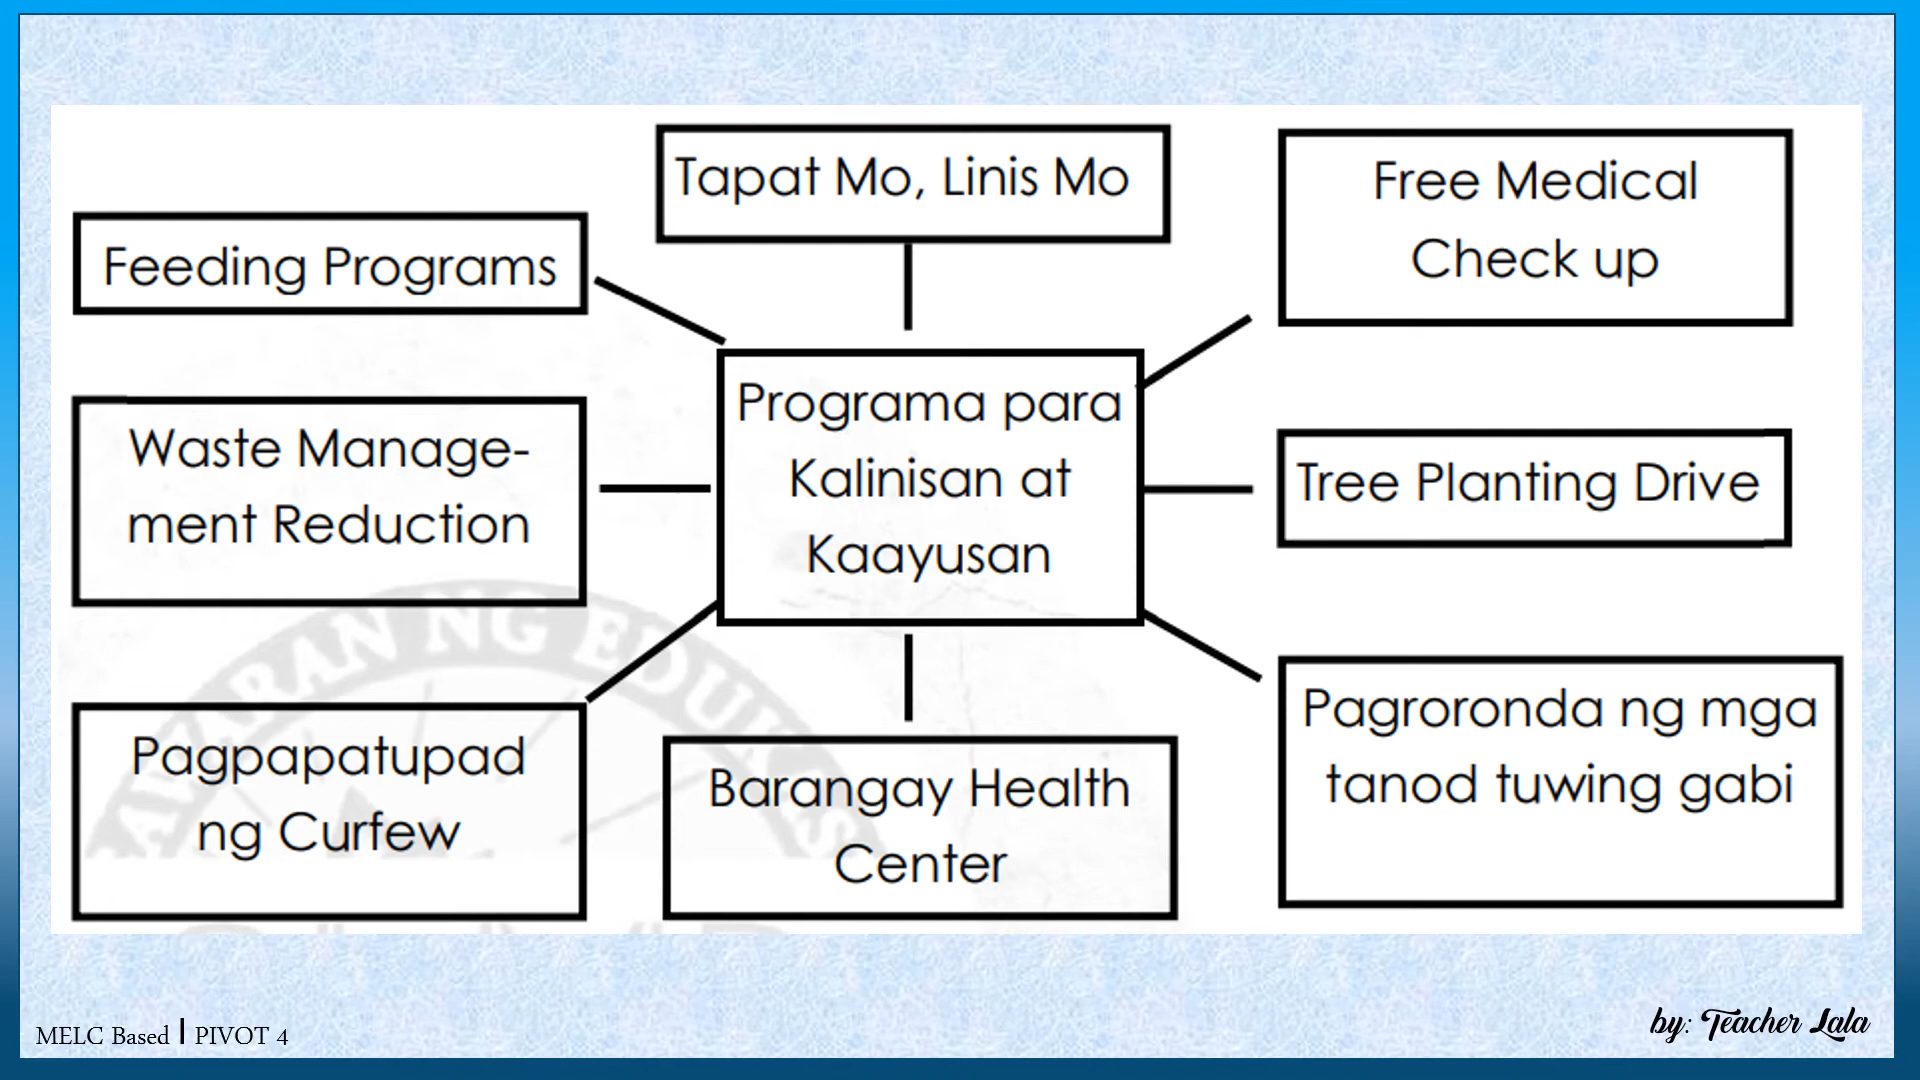 Tapat Mo, Linis Mo
Free Medical
Check up
Feeding Programs
Programa para
Kalinisan at
Kaayusan
Waste Manage-
ment Reduction
Tree Planting Drive
Pagpapatupad
ng Curfew
Barangay Health
Center
Pagroronda ng mga
tanod tuwing gabi
NG EDUK
MELC Based | PIVOT 4
by: Teacher Lala